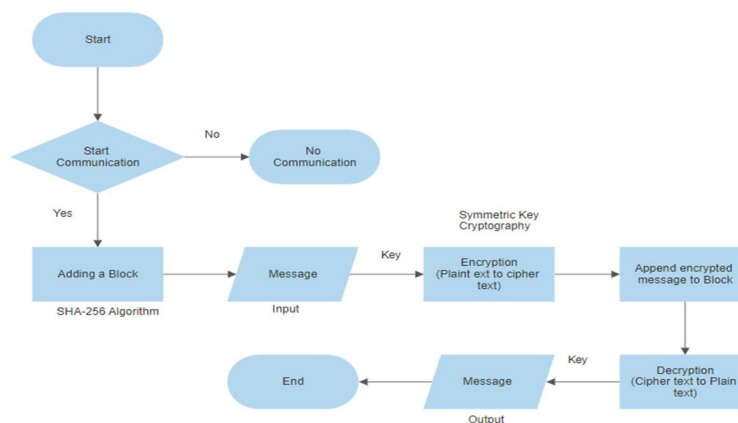 Start
Start
Communication
No
No
Communication
Yes
Symmetric Key
Cryptography
Adding a Block
Message
Key
Encryption
(Plaint ext to cipher
text)
Append encrypted
message to Block
SHA-256 Algorithm
Input
End
Message
Key
Decryption
(Cipher text to Plain
text)
Output